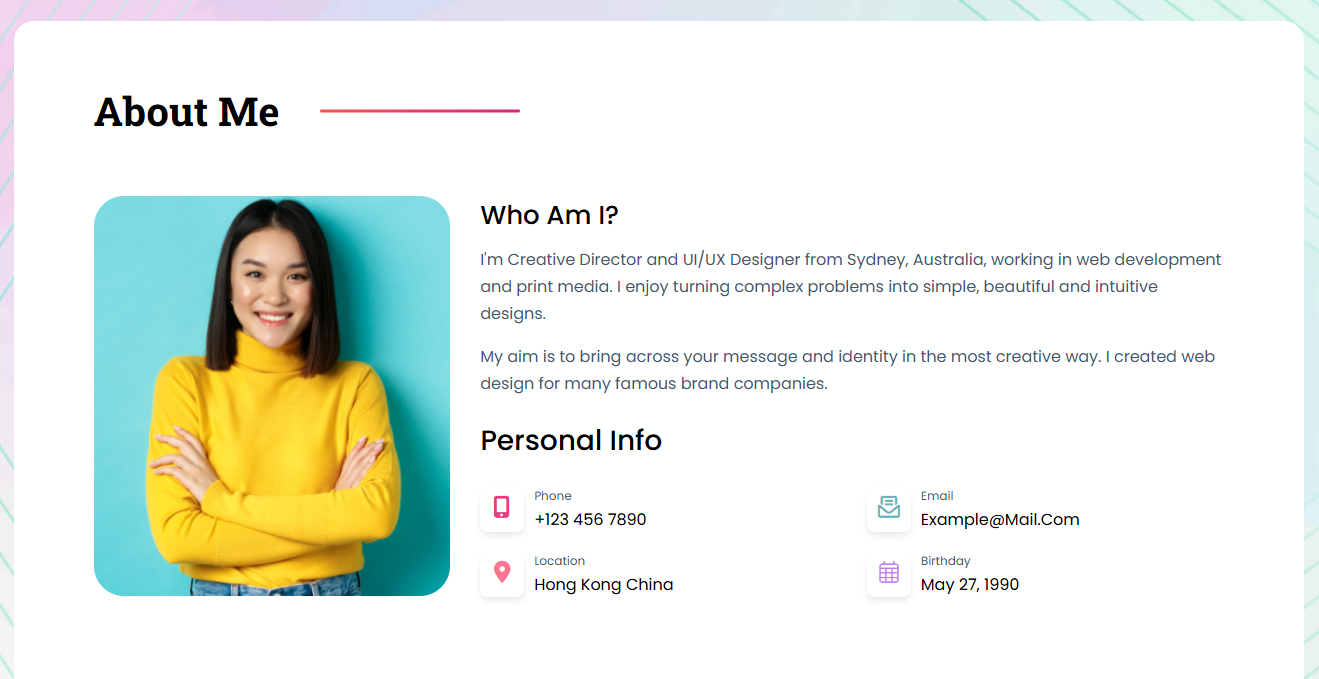 About Me
Who Am I?
I'm Creative Director and UI/UX Designer from Sydney, Australia, working in web development
and print media. I enjoy turning complex problems into simple, beautiful and intuitive
designs.
My aim is to bring across your message and identity in the most creative way. I created web
design for many famous brand companies.
Personal Info
Phone
+123 456 7890
Email
Example@Mail.Com
Location
Hong Kong China
Birthday
May 27, 1990